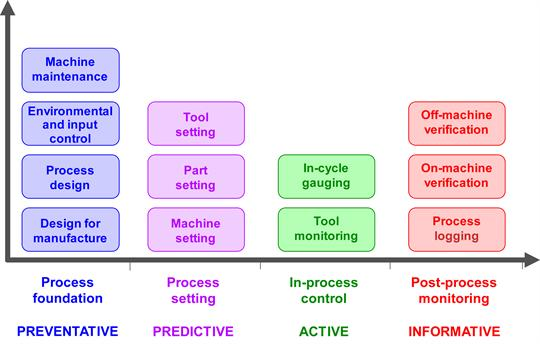 Machine
maintenance
Environmental
and input
control
Tool
setting
Off-machine
verification
Process
design
Part
setting
In-cycle
gauging
On-machine
verification
Design for
manufacture
Machine
setting
Tool
monitoring
Process
logging
Process
foundation
Process
setting
In-process
control
Post-process
monitoring
PREVENTATIVE
PREDICTIVE
ACTIVE
INFORMATIVE